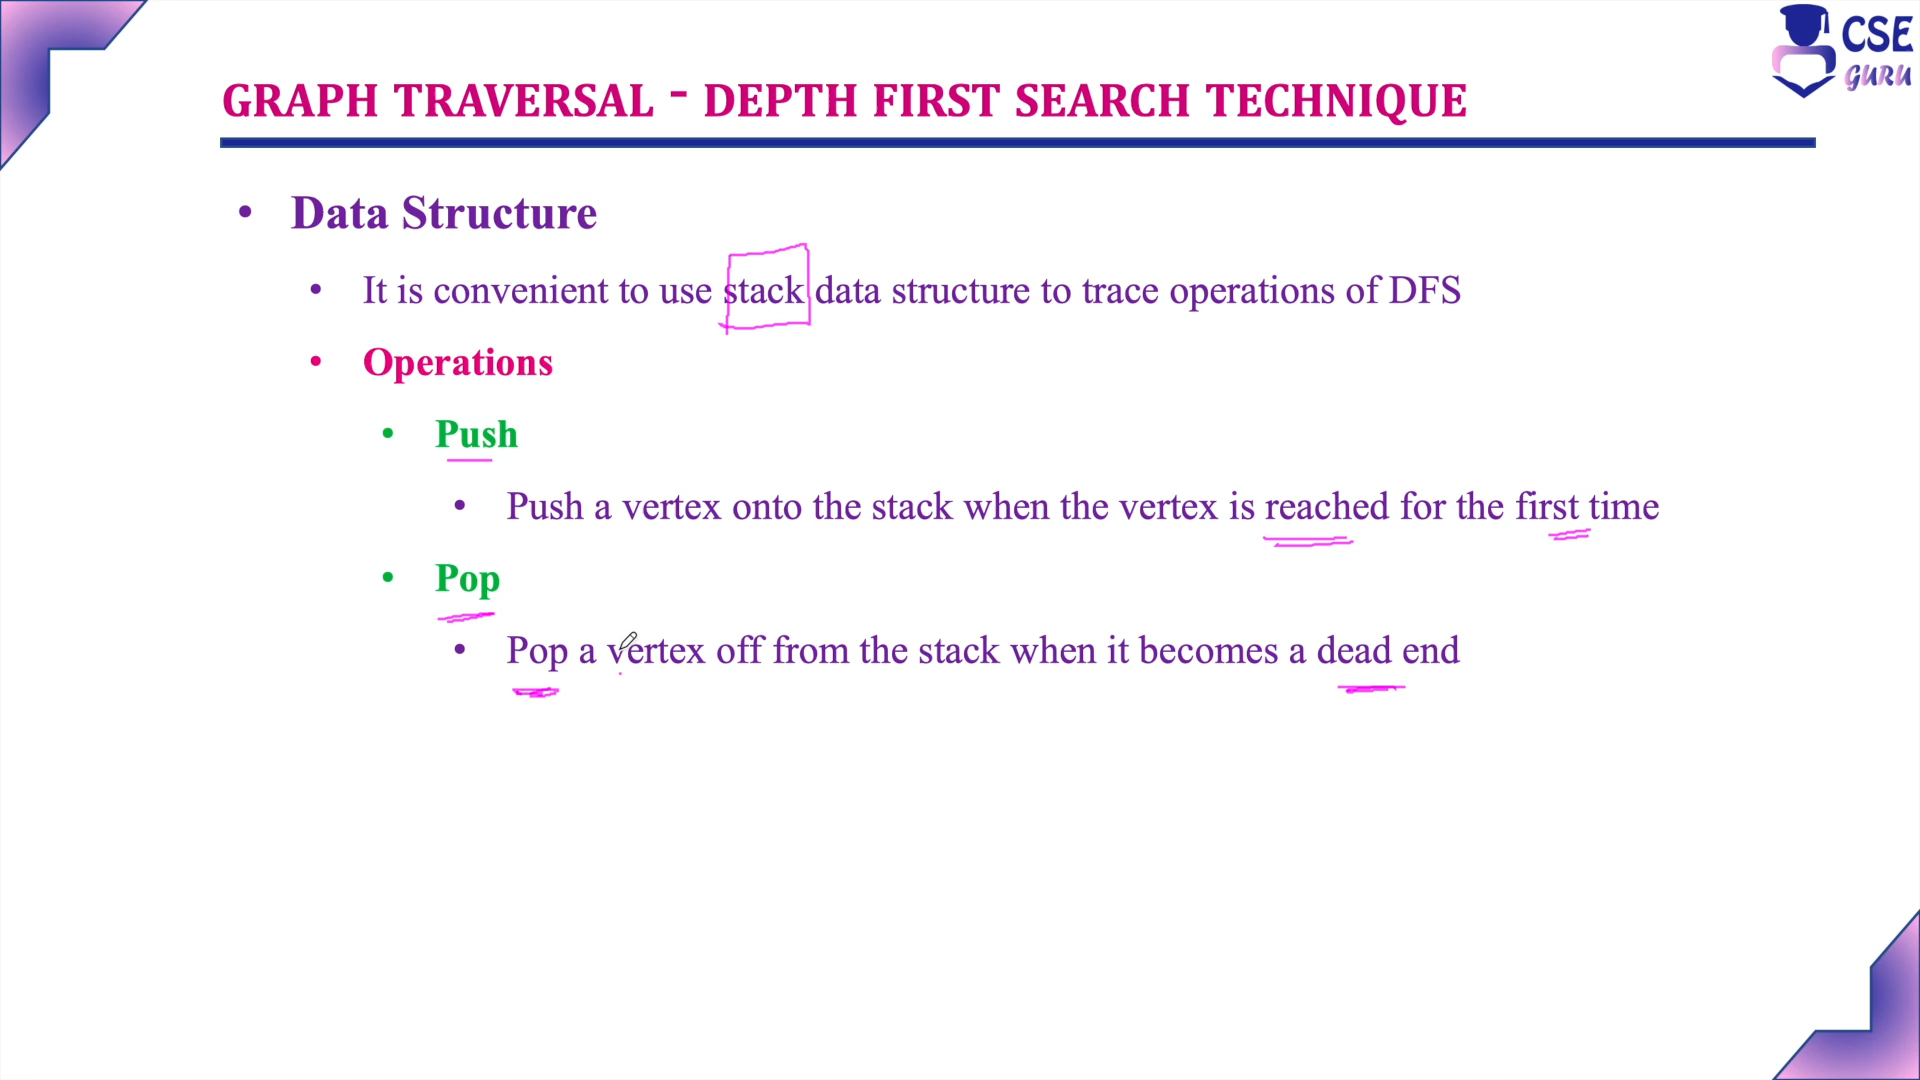 CSE
GURU
GRAPH TRAVERSAL - DEPTH FIRST SEARCH TECHNIQUE
• Data Structure
• It is convenient to use stack data structure to trace operations of DFS
• Operations
• Push
• Push a vertex onto the stack when the vertex is reached for the first time
• Pop
• Pop a vertex off from the stack when it becomes a dead end